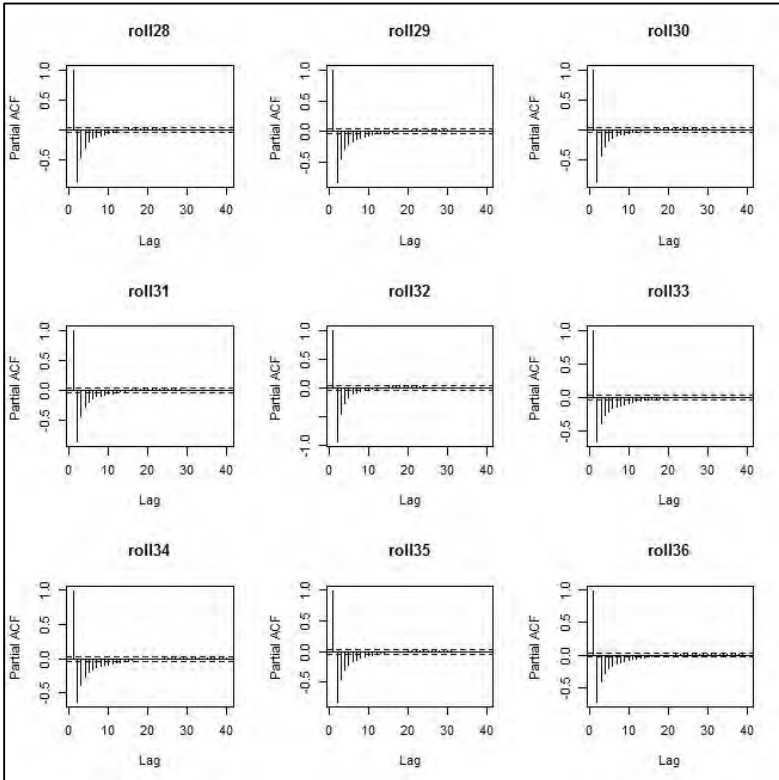 roll28 roll29 roll30
Partial ACF
-0.5 0.5 1.0
0 10 20 30 40
Lag
Partial ACF
-0.5 0.5 1.0
0 10 20 30 40
Lag
Partial ACF
-0.5 0.5 1.0
0 10 20 30 40
Lag
roll31 roll32 roll33
Partial ACF
-0.5 0.0 0.5 1.0
0 10 20 30 40
Lag
Partial ACF
-1.0 0.0 0.5 1.0
0 10 20 30 40
Lag
Partial ACF
-0.5 0.0 0.5 1.0
0 10 20 30 40
Lag
roll34 roll35 roll36
Partial ACF
-0.5 0.0 0.5 1.0
0 10 20 30 40
Lag
Partial ACF
-0.5 0.0 0.5 1.0
0 10 20 30 40
Lag
Partial ACF
-0.5 0.0 0.5 1.0
0 10 20 30 40
Lag